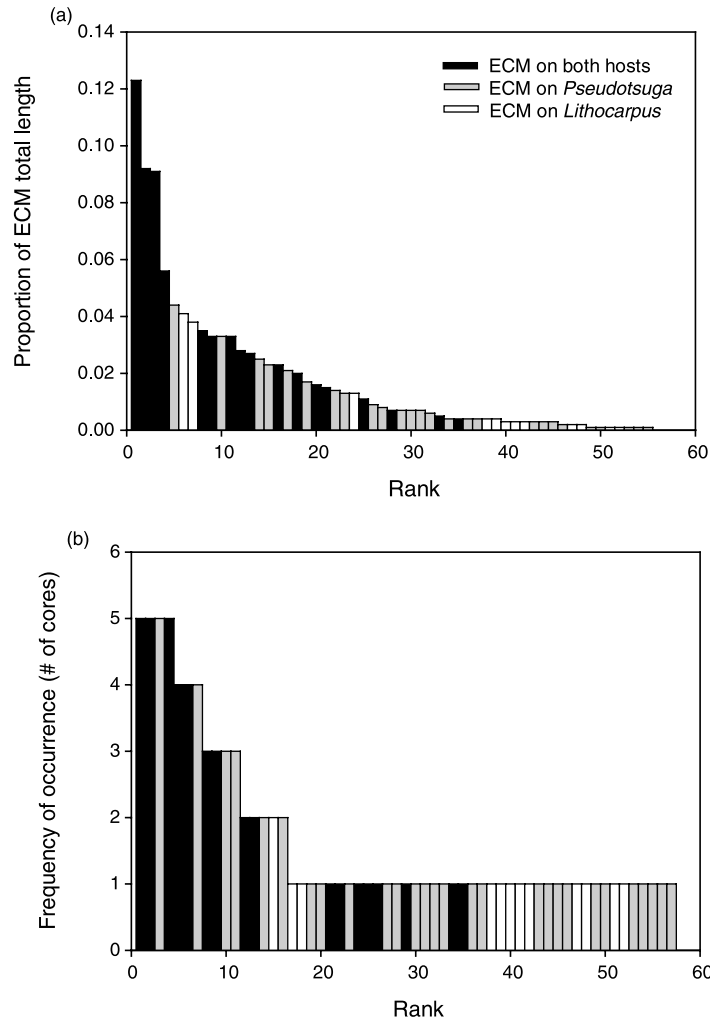 (a)
0.14
0.12
0.10
0.08
0.06
0.04
0.02
0.00
Proportion of ECM total length
ECM on both hosts
ECM on Pseudotsuga
ECM on Lithocarpus
0 10 20 30 40 50 60
Rank
(b)
6
5
4
3
2
1
0
Frequency of occurrence (# of cores)
0 10 20 30 40 50 60
Rank